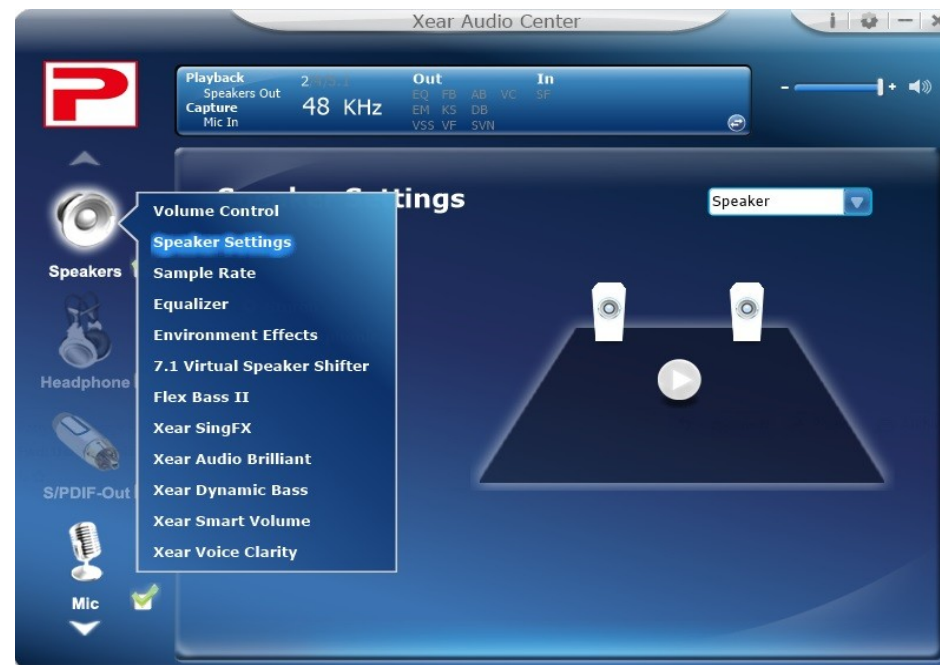 Xear Audio Center
P
Playback
Speakers Out
Capture
Mic In
2
48 KHz
Out
EQ FB AB VC
EM KS DB
VSS VF SVN
In
SF
- +
tings
Speaker
Speakers
Volume Control
Speaker Settings
Sample Rate
Equalizer
Environment Effects
7.1 Virtual Speaker Shifter
Flex Bass II
Xear SingFX
Xear Audio Brilliant
Xear Dynamic Bass
Xear Smart Volume
Xear Voice Clarity
Headphone
S/PDIF-Out
Mic